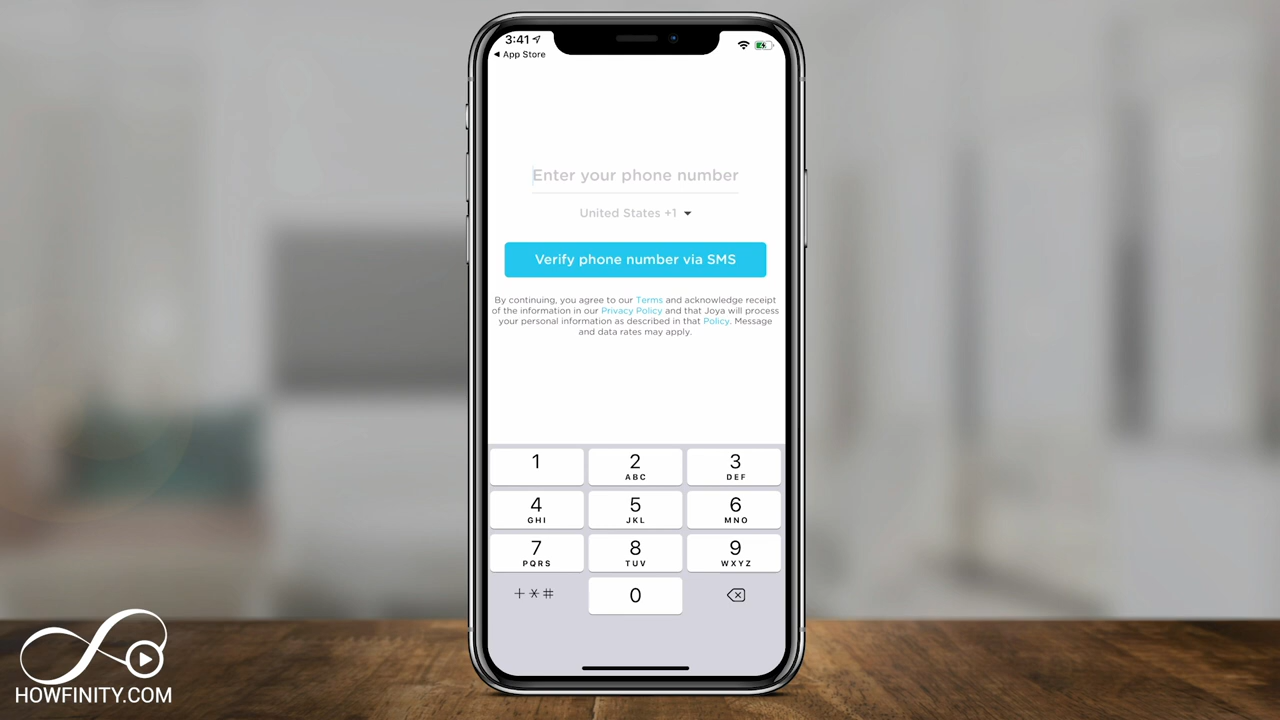 3:41
◀ App Store
Enter your phone number
United States +1
Verify phone number via SMS
By continuing, you agree to our Terms and acknowledge receipt
of the information in our Privacy Policy and that Joya will process
your personal information as described in that Policy. Message
and data rates may apply.
1 2 3
ABC DEF
4 5 6
GHI JKL MNO
7 8 9
PQRS TUV WXYZ
+*# 0
HOWFINITY.COM